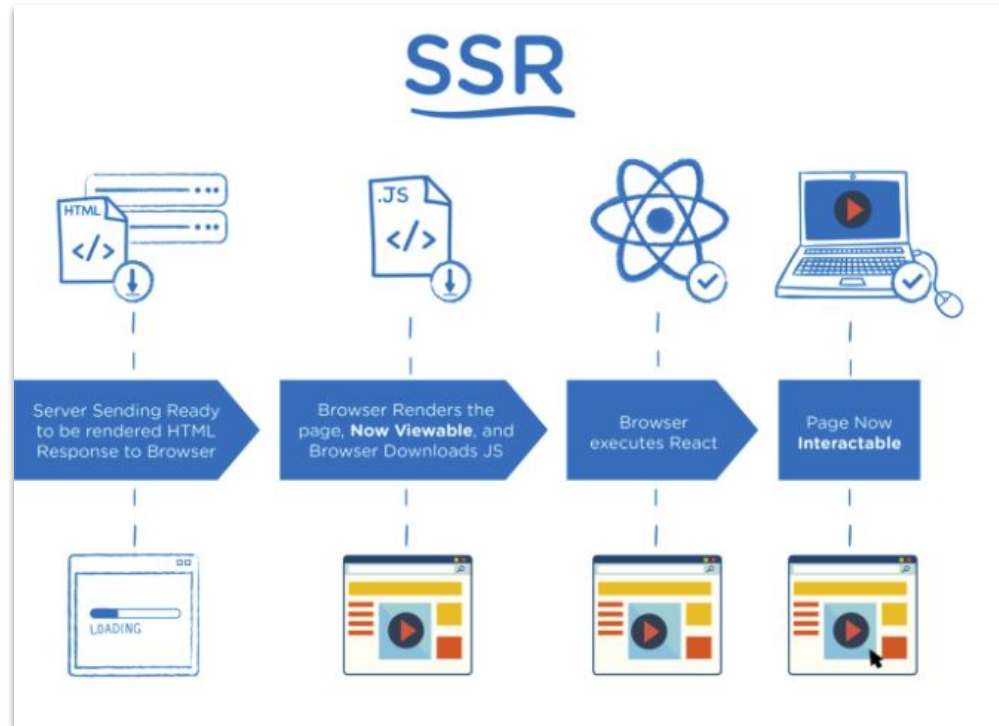 SSR
HTML
</>
.JS
</>
Server Sending Ready
to be rendered HTML
Response to Browser
Browser Renders the
page, Now Viewable, and
Browser Downloads JS
Browser
executes React
Page Now
Interactable
LOADING